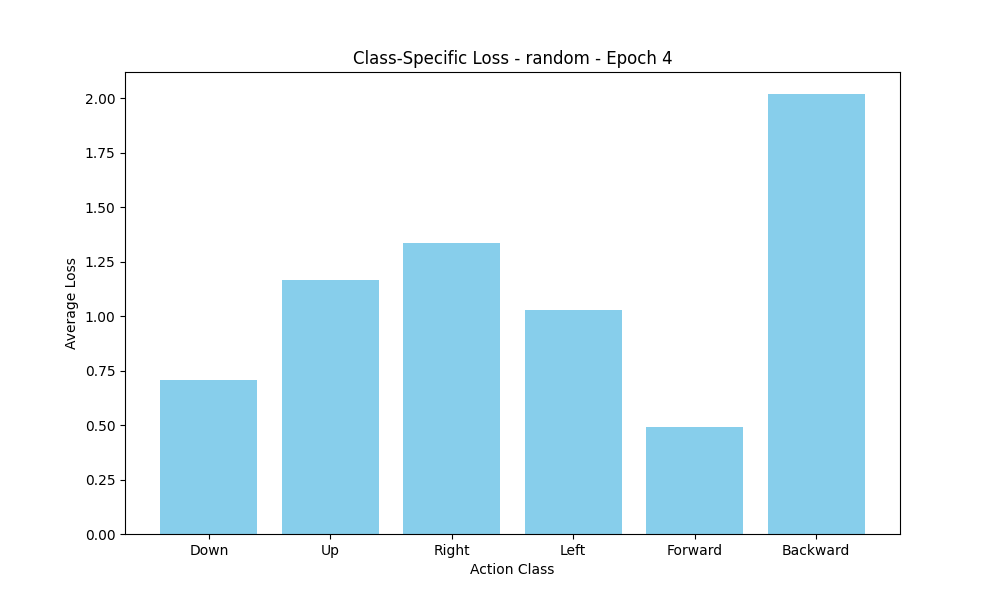 Class-Specific Loss - random - Epoch 4
Average Loss
2.00
1.75
1.50
1.25
1.00
0.75
0.50
0.25
0.00
Down Up Right Left Forward Backward
Action Class